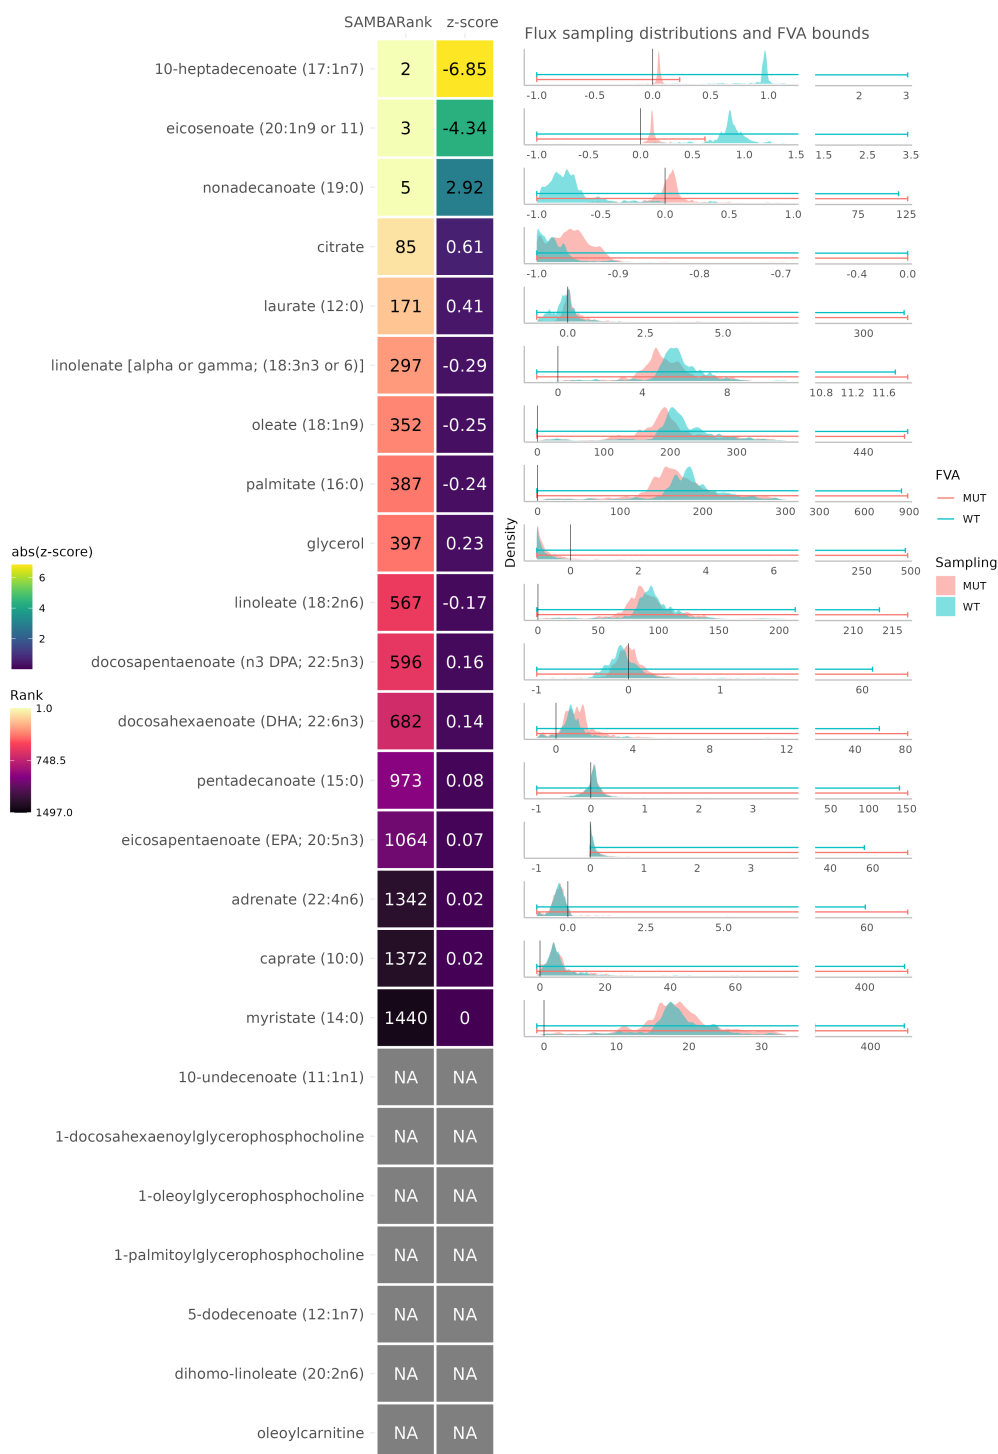 SAMBARank z-score
Flux sampling distributions and FVA bounds
10-heptadecenoate (17:1n7) 2 -6.85
-1.0 -0.5 0.0 0.5 1.0 2 3
eicosenoate (20:1n9 or 11) 3 -4.34
-1.0 -0.5 0.0 0.5 1.0 1.5 1.5 2.5 3.5
nonadecanoate (19:0) 5 2.92
-1.0 -0.5 0.0 0.5 1.0 75 125
citrate 85 0.61
-1.0 -0.9 -0.8 -0.7 -0.4 0.0
laurate (12:0) 171 0.41
0.0 2.5 5.0 300
linolenate [alpha or gamma; (18:3n3 or 6)] 297 -0.29
0 4 8 10.8 11.2 11.6
oleate (18:1n9) 352 -0.25
0 100 200 300 440
palmitate (16:0) 387 -0.24
0 100 200 300 300 600 900
glycerol 397 0.23
0 2 4 6 250 500
linoleate (18:2n6) 567 -0.17
0 50 100 150 200 210 215
docosapentaenoate (n3 DPA; 22:5n3) 596 0.16
-1 0 1 60
docosahexaenoate (DHA; 22:6n3) 682 0.14
0 4 8 12 40 80
pentadecanoate (15:0) 973 0.08
-1 0 1 2 3 50 100 150
eicosapentaenoate (EPA; 20:5n3) 1064 0.07
-1 0 1 2 3 40 60
adrenate (22:4n6) 1342 0.02
0.0 2.5 5.0 60
caprate (10:0) 1372 0.02
0 20 40 60 400
myristate (14:0) 1440 0
0 10 20 30 400
10-undecenoate (11:1n1) NA NA
1-docosahexaenoylglycerophosphocholine NA NA
1-oleoylglycerophosphocholine NA NA
1-palmitoylglycerophosphocholine NA NA
5-dodecenoate (12:1n7) NA NA
dihomo-linoleate (20:2n6) NA NA
oleoylcarnitine NA NA
Density
abs(z-score)
6
4
2
Rank
1.0
748.5
1497.0
FVA
MUT
WT
Sampling
MUT
WT